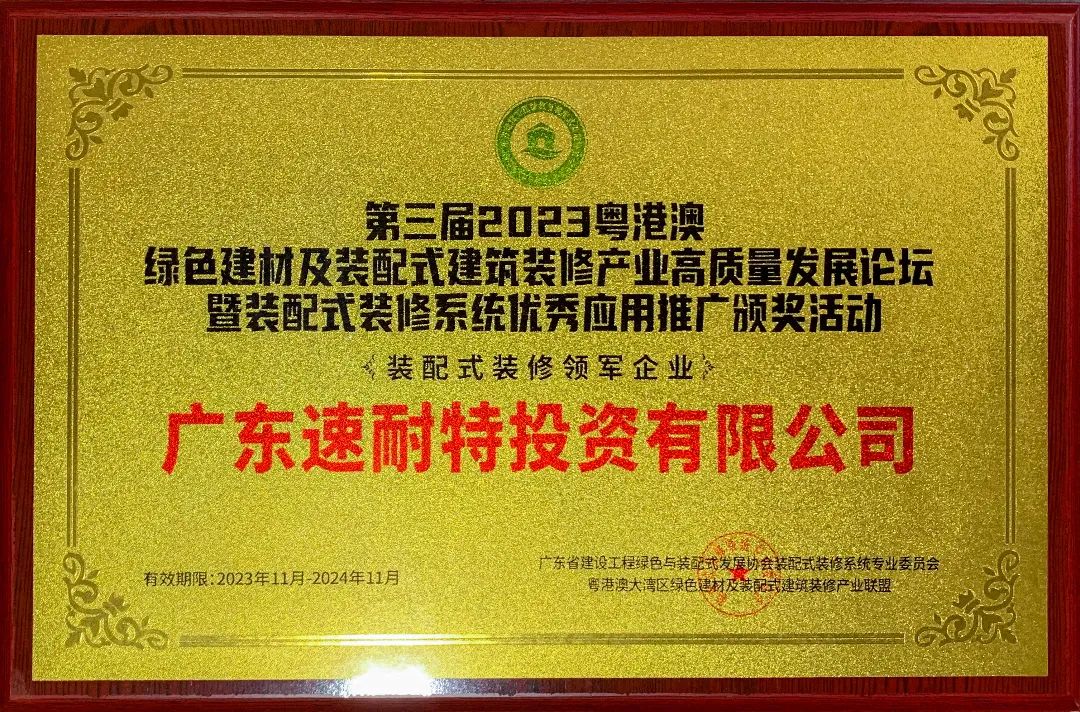 第三届2023粤港澳
绿色建材及装配式建筑装修产业高质量发展论坛
暨装配式装修系统优秀应用推广颁奖活动
装配式装修领军企业
广东速耐特投资有限公司
有效期限:2023年11月-2024年11月
广东省建设工程绿色与装配式发展协会装配式装修系统专业委员会
粤港澳大湾区绿色建材及装配式建筑装修产业联盟